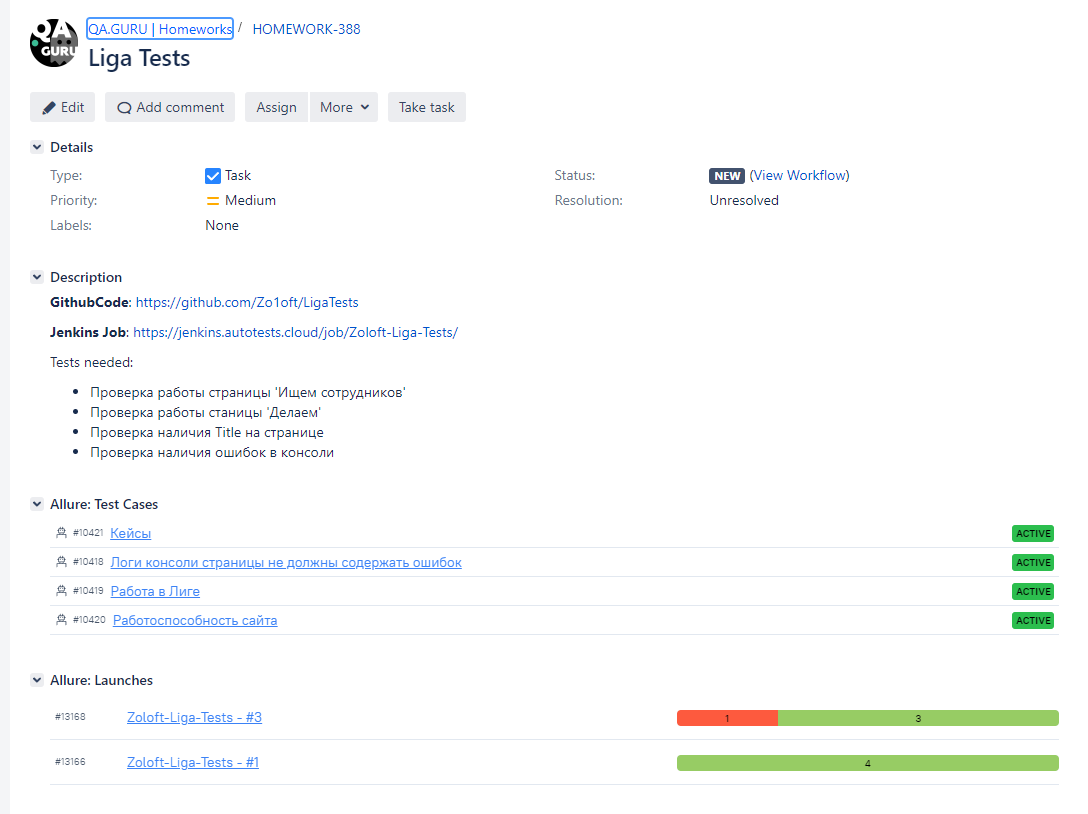 QA
GURU
QA.GURU | Homeworks / HOMEWORK-388
Liga Tests
Edit Add comment Assign More Take task
Details
Type: Task Status: NEW (View Workflow)
Priority: Medium Resolution: Unresolved
Labels: None
Description
GithubCode: https://github.com/Zo1oft/LigaTests
Jenkins Job: https://jenkins.autotests.cloud/job/Zoloft-Liga-Tests/
Tests needed:
• Проверка работы страницы 'Ищем сотрудников'
• Проверка работы станицы 'Делаем'
• Проверка наличия Title на странице
• Проверка наличия ошибок в консоли
Allure: Test Cases
#10421 Кейсы ACTIVE
#10418 Логи консоли страницы не должны содержать ошибок ACTIVE
#10419 Работа в Лиге ACTIVE
#10420 Работоспособность сайта ACTIVE
Allure: Launches
#13168 Zoloft-Liga-Tests - #3 1 3
#13166 Zoloft-Liga-Tests - #1 4